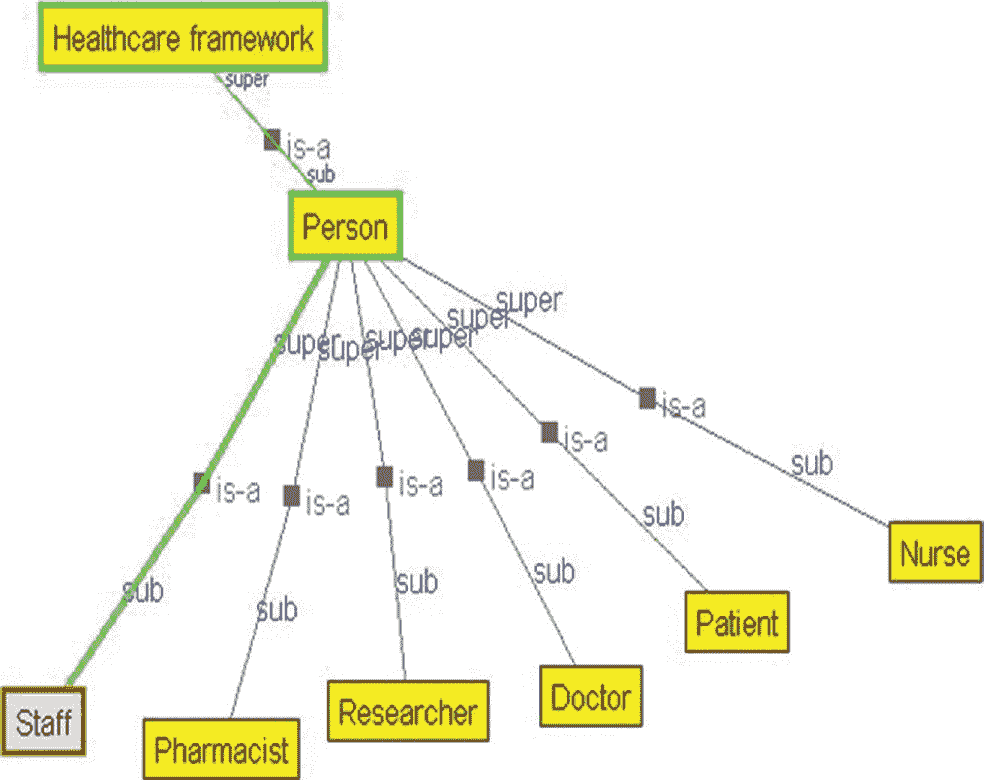 Healthcare framework
super
is-a
sub
Person
super
super
super
super
super
super
is-a
is-a
is-a
is-a
is-a
is-a
sub
sub
sub
sub
sub
sub
Nurse
Patient
Doctor
Researcher
Staff
Pharmacist